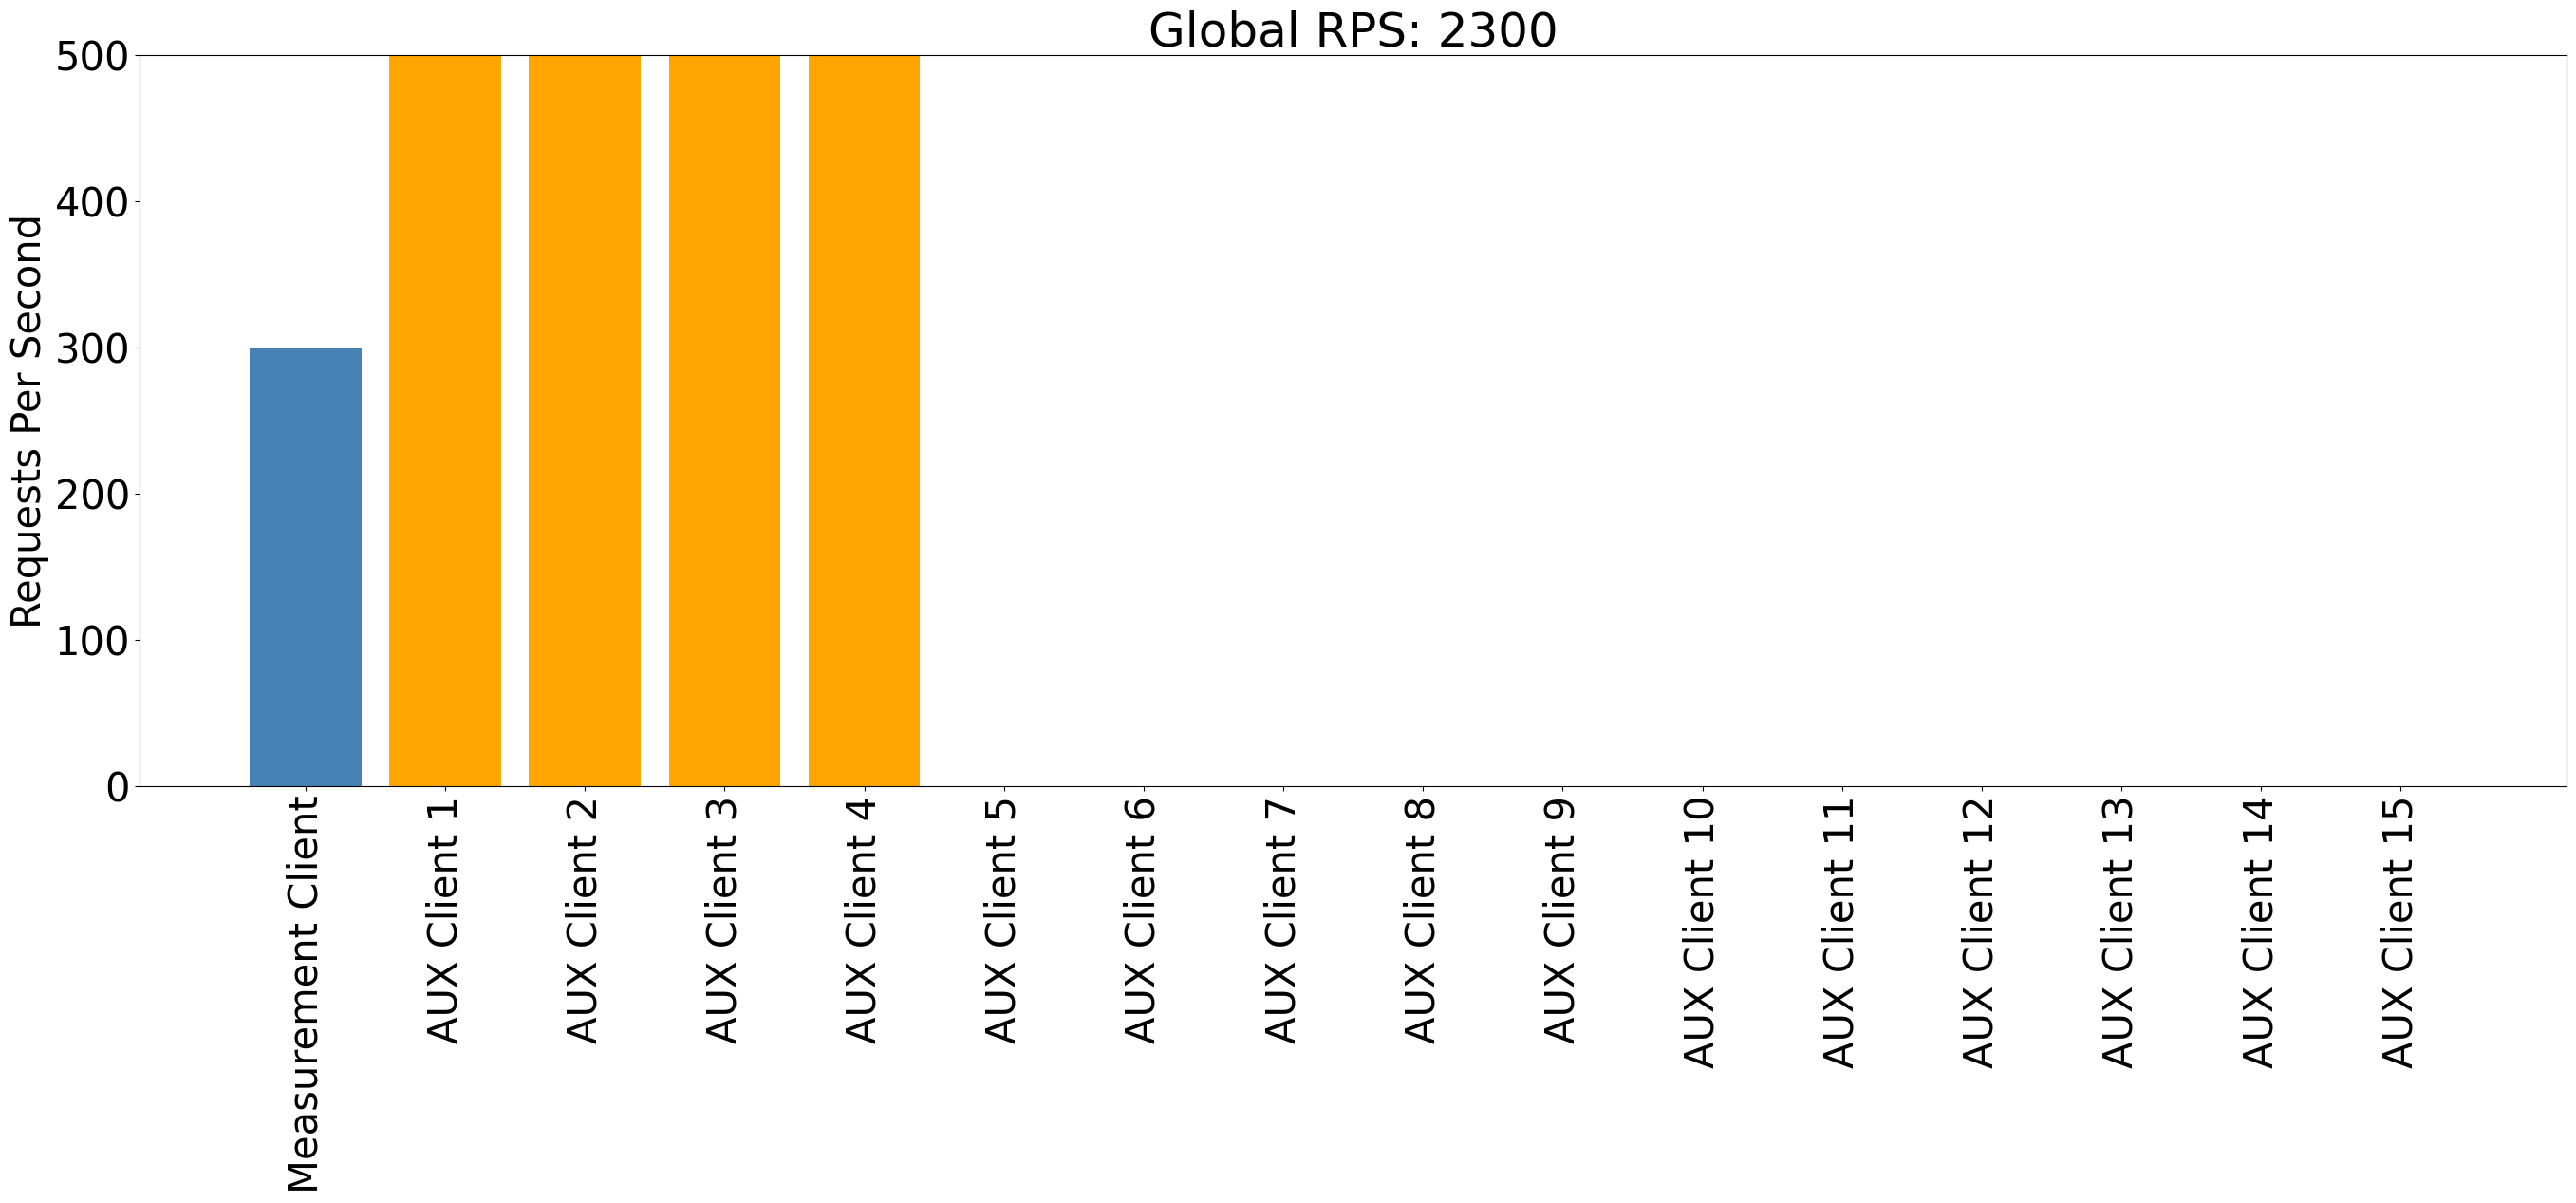 Global RPS: 2300
Requests Per Second
500
400
300
200
100
0
Measurement Client
AUX Client 1
AUX Client 2
AUX Client 3
AUX Client 4
AUX Client 5
AUX Client 6
AUX Client 7
AUX Client 8
AUX Client 9
AUX Client 10
AUX Client 11
AUX Client 12
AUX Client 13
AUX Client 14
AUX Client 15